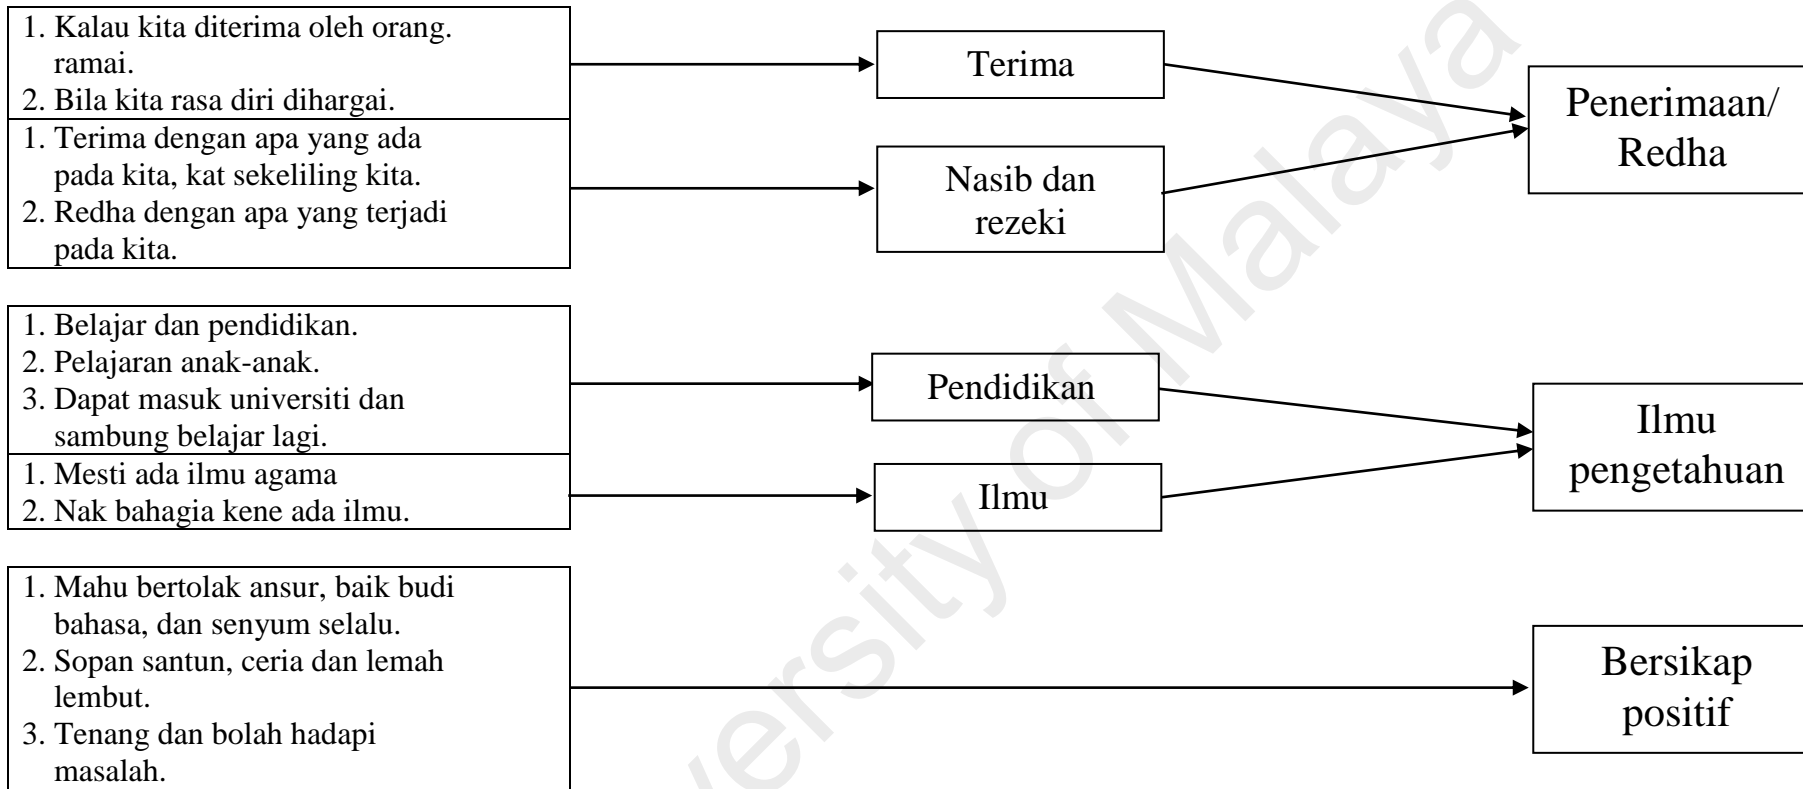 1. Kalau kita diterima oleh orang.
ramai.
2. Bila kita rasa diri dihargai.
1. Terima dengan apa yang ada
pada kita, kat sekeliling kita.
2. Redha dengan apa yang terjadi
pada kita.
Terima
Nasib dan
rezeki
Penerimaan/
Redha
1. Belajar dan pendidikan.
2. Pelajaran anak-anak.
3. Dapat masuk universiti dan
sambung belajar lagi.
1. Mesti ada ilmu agama
2. Nak bahagia kene ada ilmu.
Pendidikan
Ilmu
Ilmu
pengetahuan
1. Mahu bertolak ansur, baik budi
bahasa, dan senyum selalu.
2. Sopan santun, ceria dan lemah
lembut.
3. Tenang dan bolah hadapi
masalah.
Bersikap
positif
versity of Malaya